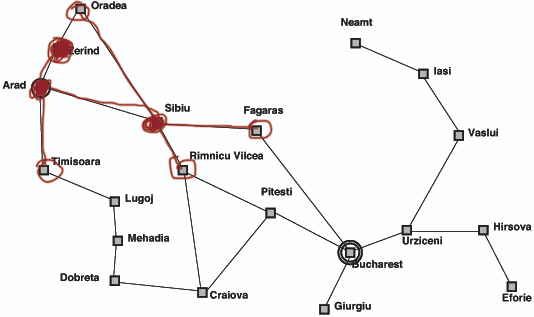 Oradea
Neamt
Zerind
Iasi
Arad
Sibiu
Fagaras
Vaslui
Timisoara
Rimnicu Vilcea
Lugoj
Pitesti
Mehadia
Urziceni
Hirsova
Bucharest
Dobreta
Craiova
Giurgiu
Eforie